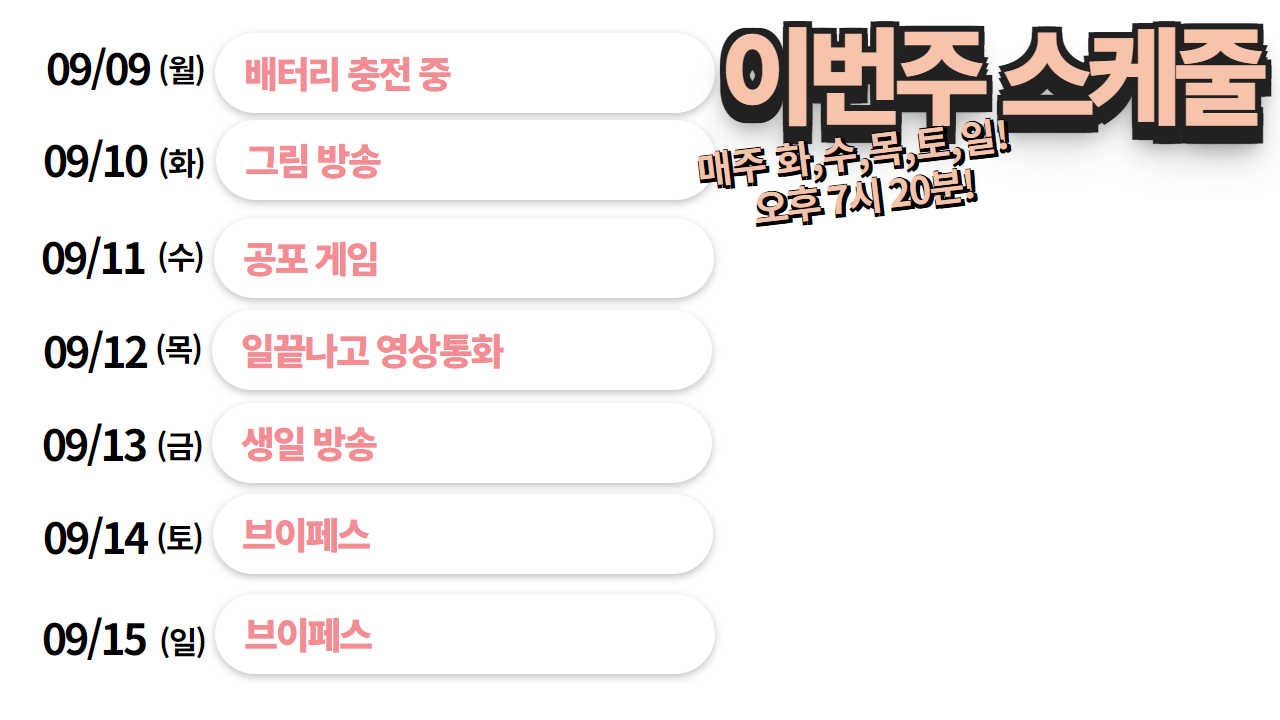 이번주 스케줄
매주 화,수,목,토,일!
오후 7시 20분!
09/09 (월) 배터리 충전 중
09/10 (화) 그림 방송
09/11 (수) 공포 게임
09/12 (목) 일끝나고 영상통화
09/13 (금) 생일 방송
09/14 (토) 브이페스
09/15 (일) 브이페스